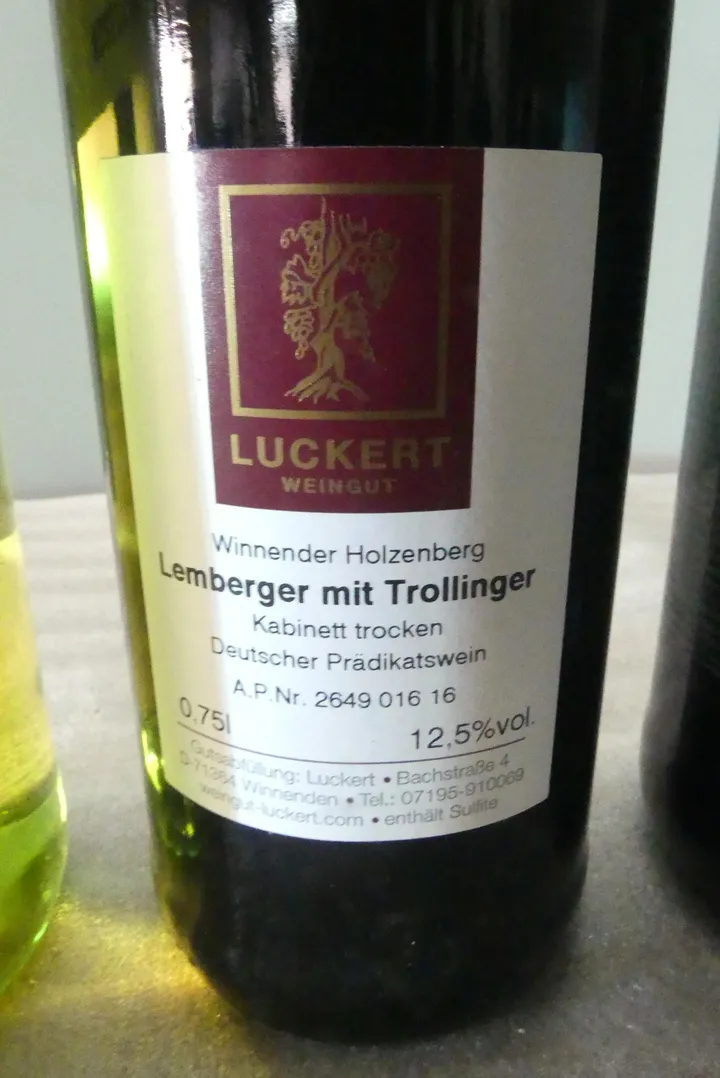 LUCKERT
WEINGUT
Winnender Holzenberg
Lemberger mit Trollinger
Kabinett trocken
Deutscher Prädikatswein
A.P.Nr. 2649 016 16
0,75l 12,5%vol.
Gutsabfüllung: Luckert • Bachstraße 4
D-71364 Winnenden • Tel.: 07195-910069
weingut-luckert.com • enthält Sulfite